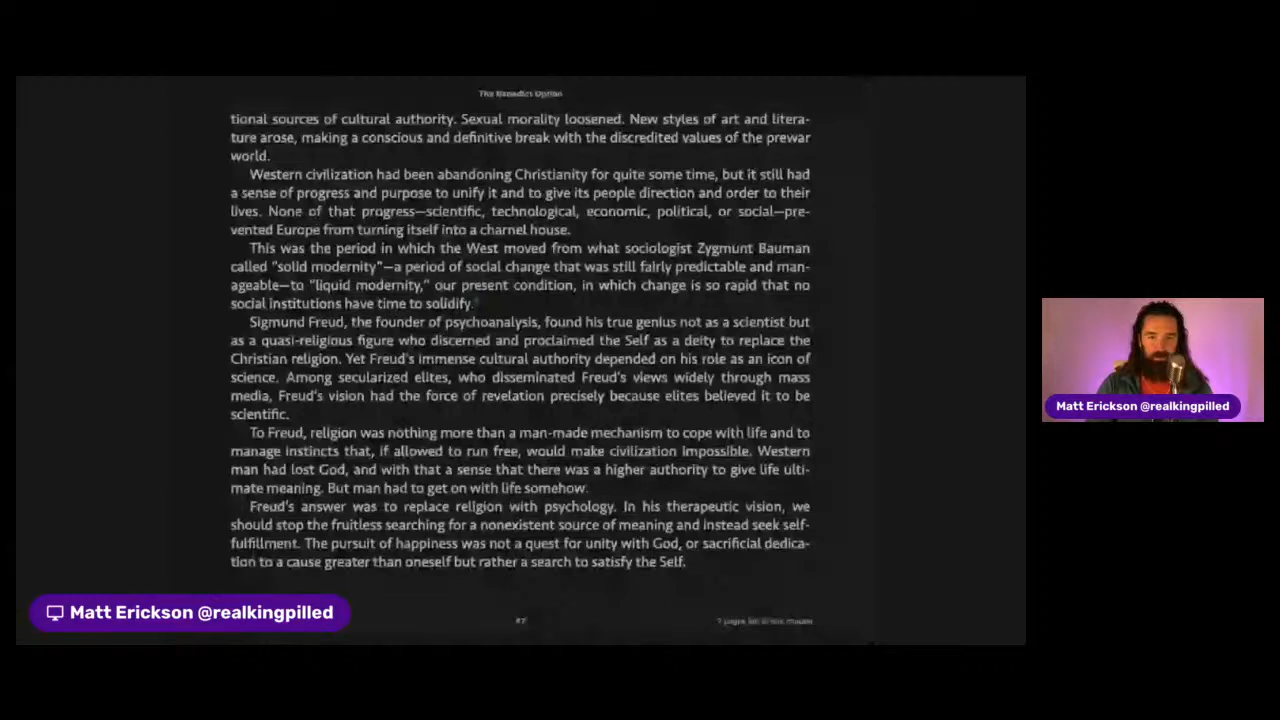 The Benedict Option
tional sources of cultural authority. Sexual morality loosened. New styles of art and litera-
ture arose, making a conscious and definitive break with the discredited values of the prewar
world.
Western civilization had been abandoning Christianity for quite some time, but it still had
a sense of progress and purpose to unify it and to give its people direction and order to their
lives. None of that progress—scientific, technological, economic, political, or social—pre-
vented Europe from turning itself into a charnel house.
This was the period in which the West moved from what sociologist Zygmunt Bauman
called "solid modernity"—a period of social change that was still fairly predictable and man-
ageable—to "liquid modernity," our present condition, in which change is so rapid that no
social institutions have time to solidify.
Sigmund Freud, the founder of psychoanalysis, found his true genius not as a scientist but
as a quasi-religious figure who discerned and proclaimed the Self as a deity to replace the
Christian religion. Yet Freud's immense cultural authority depended on his role as an icon of
science. Among secularized elites, who disseminated Freud's views widely through mass
media, Freud's vision had the force of revelation precisely because elites believed it to be
scientific.
To Freud, religion was nothing more than a man-made mechanism to cope with life and to
manage instincts that, if allowed to run free, would make civilization impossible. Western
man had lost God, and with that a sense that there was a higher authority to give life ulti-
mate meaning. But man had to get on with life somehow.
Freud's answer was to replace religion with psychology. In his therapeutic vision, we
should stop the fruitless searching for a nonexistent source of meaning and instead seek self-
fulfillment. The pursuit of happiness was not a quest for unity with God, or sacrificial dedica-
tion to a cause greater than oneself but rather a search to satisfy the Self.
pages left in this chapter
Matt Erickson @realkingpilled
Matt Erickson @realkingpilled